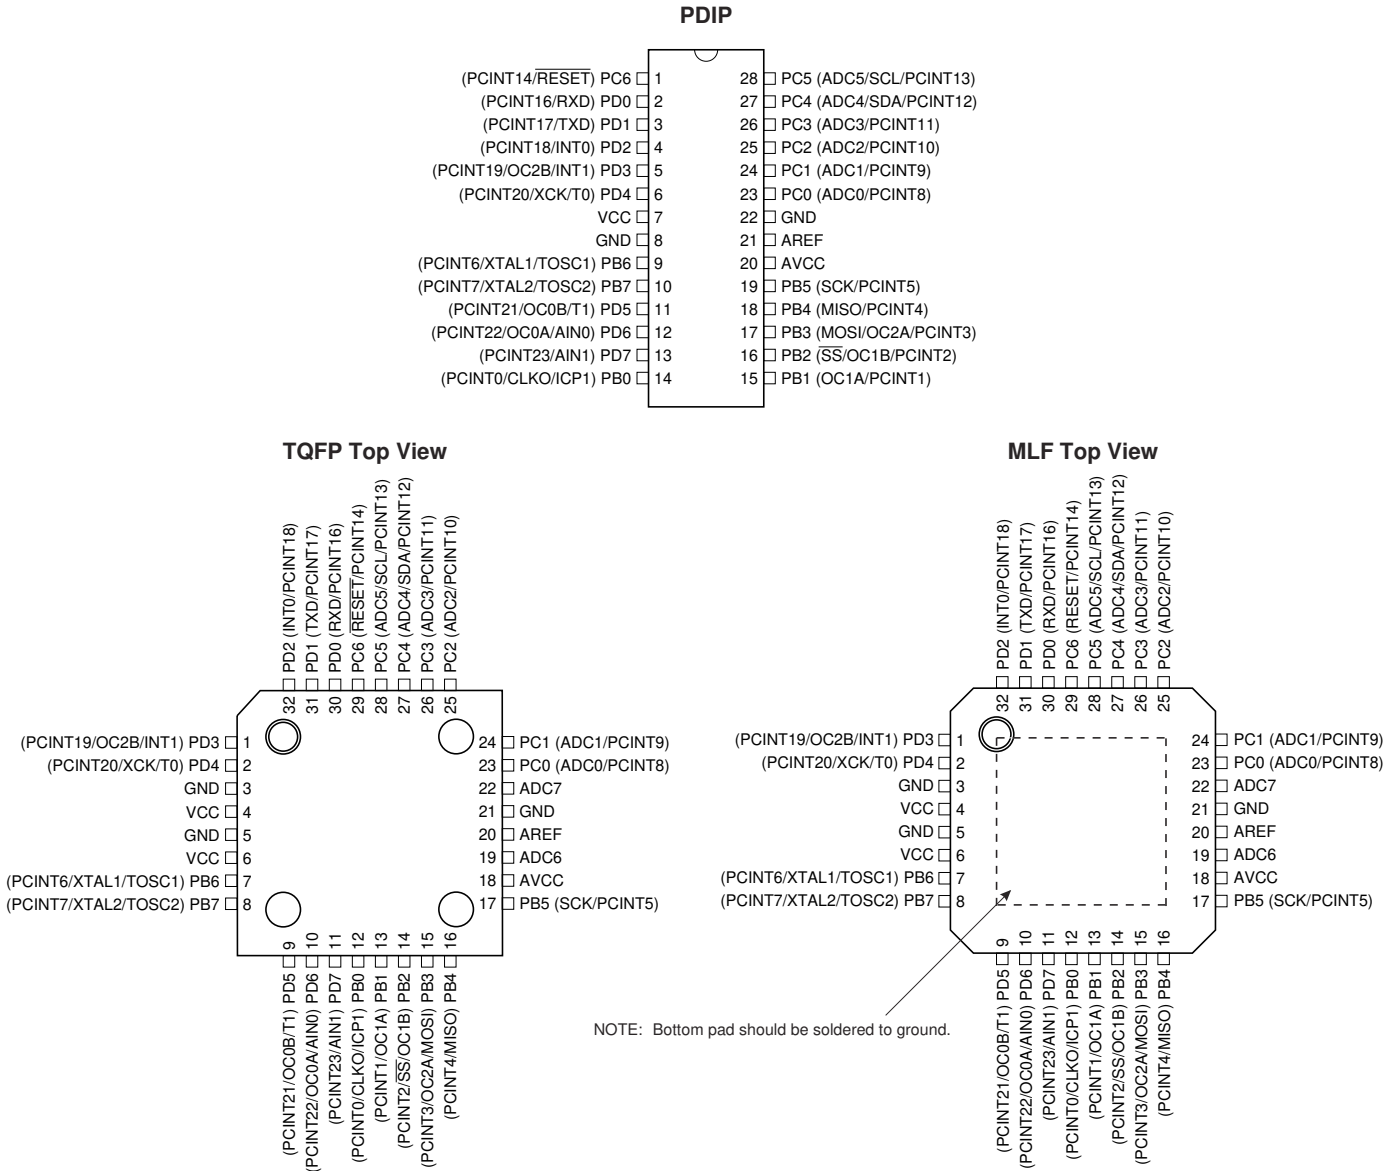 PDIP
(PCINT14/RESET) PC6 1
(PCINT16/RXD) PD0 2
(PCINT17/TXD) PD1 3
(PCINT18/INT0) PD2 4
(PCINT19/OC2B/INT1) PD3 5
(PCINT20/XCK/T0) PD4 6
VCC 7
GND 8
(PCINT6/XTAL1/TOSC1) PB6 9
(PCINT7/XTAL2/TOSC2) PB7 10
(PCINT21/OC0B/T1) PD5 11
(PCINT22/OC0A/AIN0) PD6 12
(PCINT23/AIN1) PD7 13
(PCINT0/CLKO/ICP1) PB0 14
28 PC5 (ADC5/SCL/PCINT13)
27 PC4 (ADC4/SDA/PCINT12)
26 PC3 (ADC3/PCINT11)
25 PC2 (ADC2/PCINT10)
24 PC1 (ADC1/PCINT9)
23 PC0 (ADC0/PCINT8)
22 GND
21 AREF
20 AVCC
19 PB5 (SCK/PCINT5)
18 PB4 (MISO/PCINT4)
17 PB3 (MOSI/OC2A/PCINT3)
16 PB2 (SS/OC1B/PCINT2)
15 PB1 (OC1A/PCINT1)
TQFP Top View
32 PD2 (INT0/PCINT18)
31 PD1 (TXD/PCINT17)
30 PD0 (RXD/PCINT16)
29 PC6 (RESET/PCINT14)
28 PC5 (ADC5/SCL/PCINT13)
27 PC4 (ADC4/SDA/PCINT12)
26 PC3 (ADC3/PCINT11)
25 PC2 (ADC2/PCINT10)
(PCINT19/OC2B/INT1) PD3 1
(PCINT20/XCK/T0) PD4 2
GND 3
VCC 4
GND 5
VCC 6
(PCINT6/XTAL1/TOSC1) PB6 7
(PCINT7/XTAL2/TOSC2) PB7 8
24 PC1 (ADC1/PCINT9)
23 PC0 (ADC0/PCINT8)
22 ADC7
21 GND
20 AREF
19 ADC6
18 AVCC
17 PB5 (SCK/PCINT5)
(PCINT21/OC0B/T1) PD5 9
(PCINT22/OC0A/AIN0) PD6 10
(PCINT23/AIN1) PD7 11
(PCINT0/CLKO/ICP1) PB0 12
(PCINT1/OC1A) PB1 13
(PCINT2/SS/OC1B) PB2 14
(PCINT3/OC2A/MOSI) PB3 15
(PCINT4/MISO) PB4 16
MLF Top View
32 PD2 (INT0/PCINT18)
31 PD1 (TXD/PCINT17)
30 PD0 (RXD/PCINT16)
29 PC6 (RESET/PCINT14)
28 PC5 (ADC5/SCL/PCINT13)
27 PC4 (ADC4/SDA/PCINT12)
26 PC3 (ADC3/PCINT11)
25 PC2 (ADC2/PCINT10)
(PCINT19/OC2B/INT1) PD3 1
(PCINT20/XCK/T0) PD4 2
GND 3
VCC 4
GND 5
VCC 6
(PCINT6/XTAL1/TOSC1) PB6 7
(PCINT7/XTAL2/TOSC2) PB7 8
24 PC1 (ADC1/PCINT9)
23 PC0 (ADC0/PCINT8)
22 ADC7
21 GND
20 AREF
19 ADC6
18 AVCC
17 PB5 (SCK/PCINT5)
(PCINT21/OC0B/T1) PD5 9
(PCINT22/OC0A/AIN0) PD6 10
(PCINT23/AIN1) PD7 11
(PCINT0/CLKO/ICP1) PB0 12
(PCINT1/OC1A) PB1 13
(PCINT2/SS/OC1B) PB2 14
(PCINT3/OC2A/MOSI) PB3 15
(PCINT4/MISO) PB4 16
NOTE: Bottom pad should be soldered to ground.